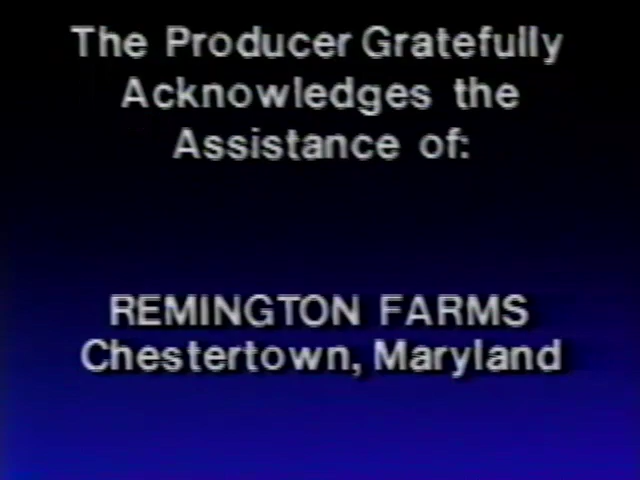 The Producer Gratefully
Acknowledges the
Assistance of:
REMINGTON FARMS
Chestertown, Maryland